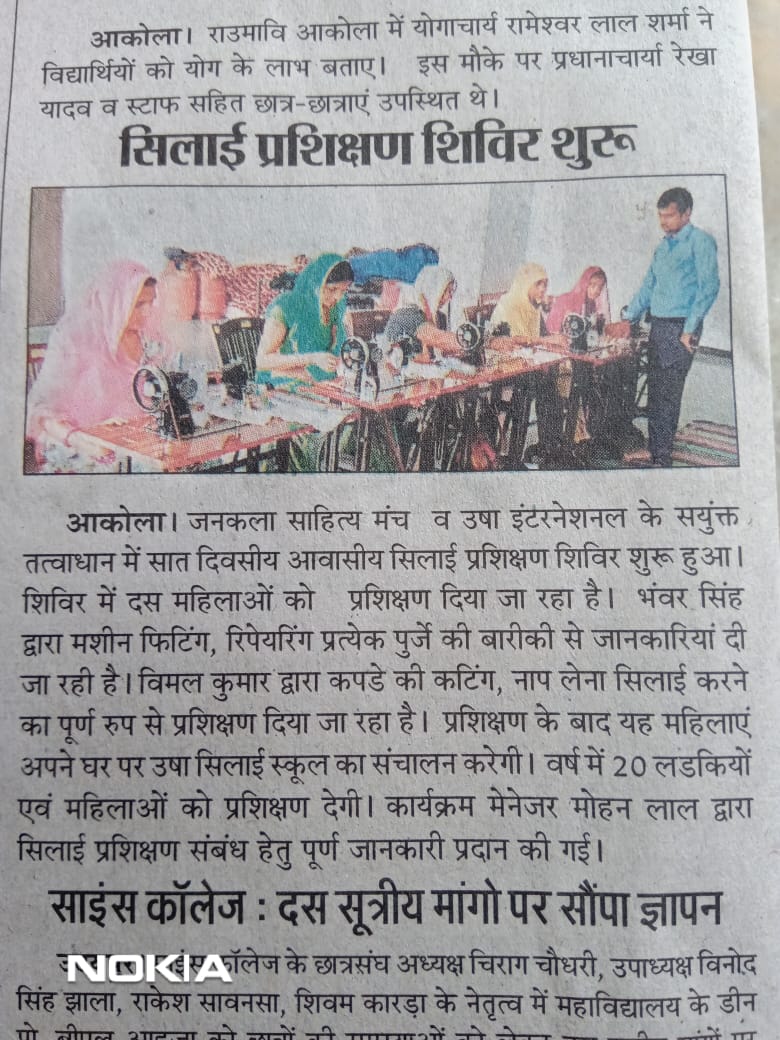 आकोला। राउमावि आकोला में योगाचार्य रामेश्वर लाल शर्मा ने
विद्यार्थियों को योग के लाभ बताए। इस मौके पर प्रधानाचार्या रेखा
यादव व स्टाफ सहित छात्र-छात्राएं उपस्थित थे।
सिलाई प्रशिक्षण शिविर शुरू
आकोला। जनकला साहित्य मंच व उषा इंटरनेशनल के सयुंक्त
तत्वाधान में सात दिवसीय आवासीय सिलाई प्रशिक्षण शिविर शुरू हुआ।
शिविर में दस महिलाओं को प्रशिक्षण दिया जा रहा है। भंवर सिंह
द्वारा मशीन फिटिंग, रिपेयरिंग प्रत्येक पुर्जे की बारीकी से जानकारियां दी
जा रही है। विमल कुमार द्वारा कपडे की कटिंग, नाप लेना सिलाई करने
का पूर्ण रुप से प्रशिक्षण दिया जा रहा है। प्रशिक्षण के बाद यह महिलाएं
अपने घर पर उषा सिलाई स्कूल का संचालन करेगी। वर्ष में 20 लडकियों
एवं महिलाओं को प्रशिक्षण देगी। कार्यक्रम मेनेजर मोहन लाल द्वारा
सिलाई प्रशिक्षण संबंध हेतु पूर्ण जानकारी प्रदान की गई।
साइंस कॉलेज : दस सूत्रीय मांगो पर सौंपा ज्ञापन
NOKIA कॉलेज के छात्रसंघ अध्यक्ष चिराग चौधरी, उपाध्यक्ष विनोद
सिंह झाला, राकेश सावनसा, शिवम कारड़ा के नेतृत्व में महाविद्यालय के डीन